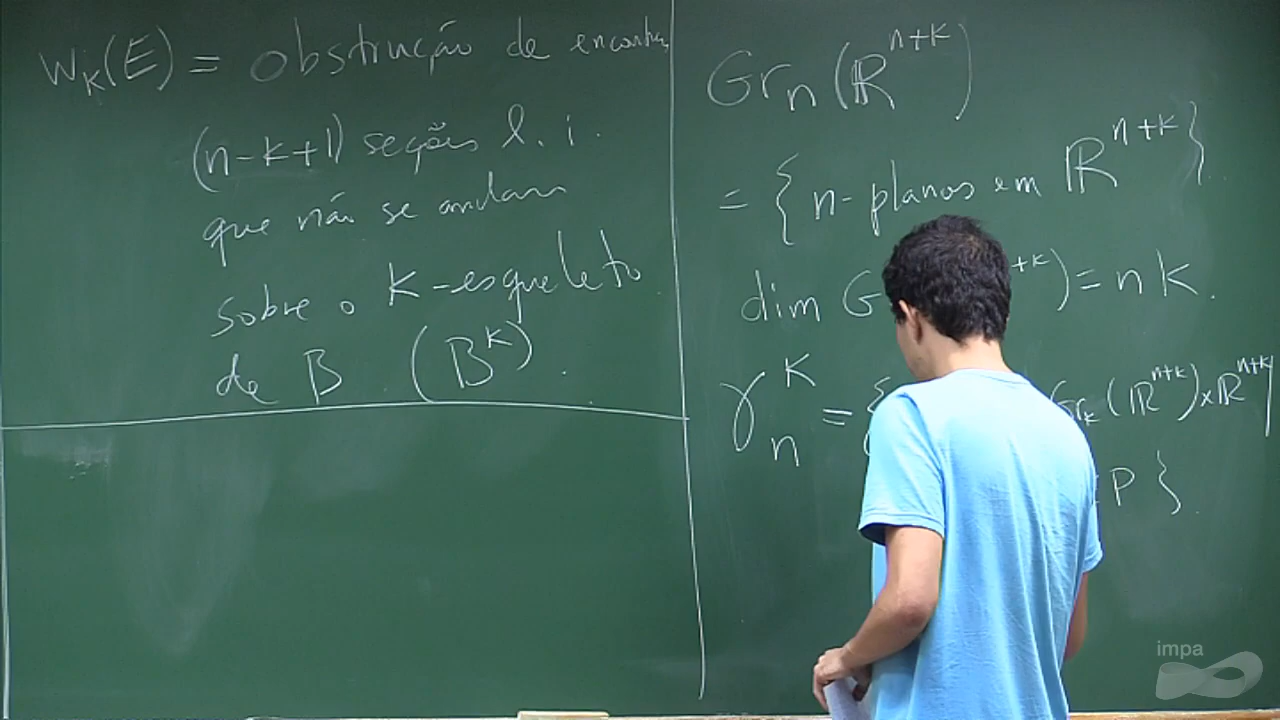 W_K(E) = obstrução de encontrar
(n-k+1) seções l. i.
que não se anulam
sobre o K-esqueleto
de B (B^K).
Gr_n(ℝ^{n+k})
= {n-planos em ℝ^{n+k}}
dim G +k) = nk.
γ_n^K = { Gr_k(ℝ^{n+k}) × ℝ^{n+k} |
P}.
impa